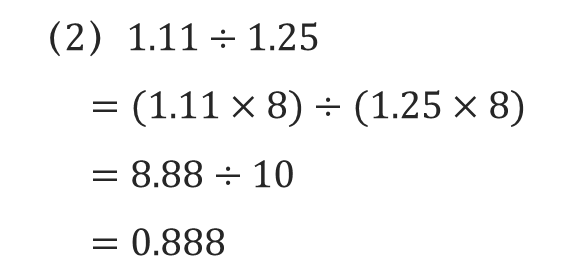 (2) 1.11 ÷ 1.25
= (1.11 × 8) ÷ (1.25 × 8)
= 8.88 ÷ 10
= 0.888